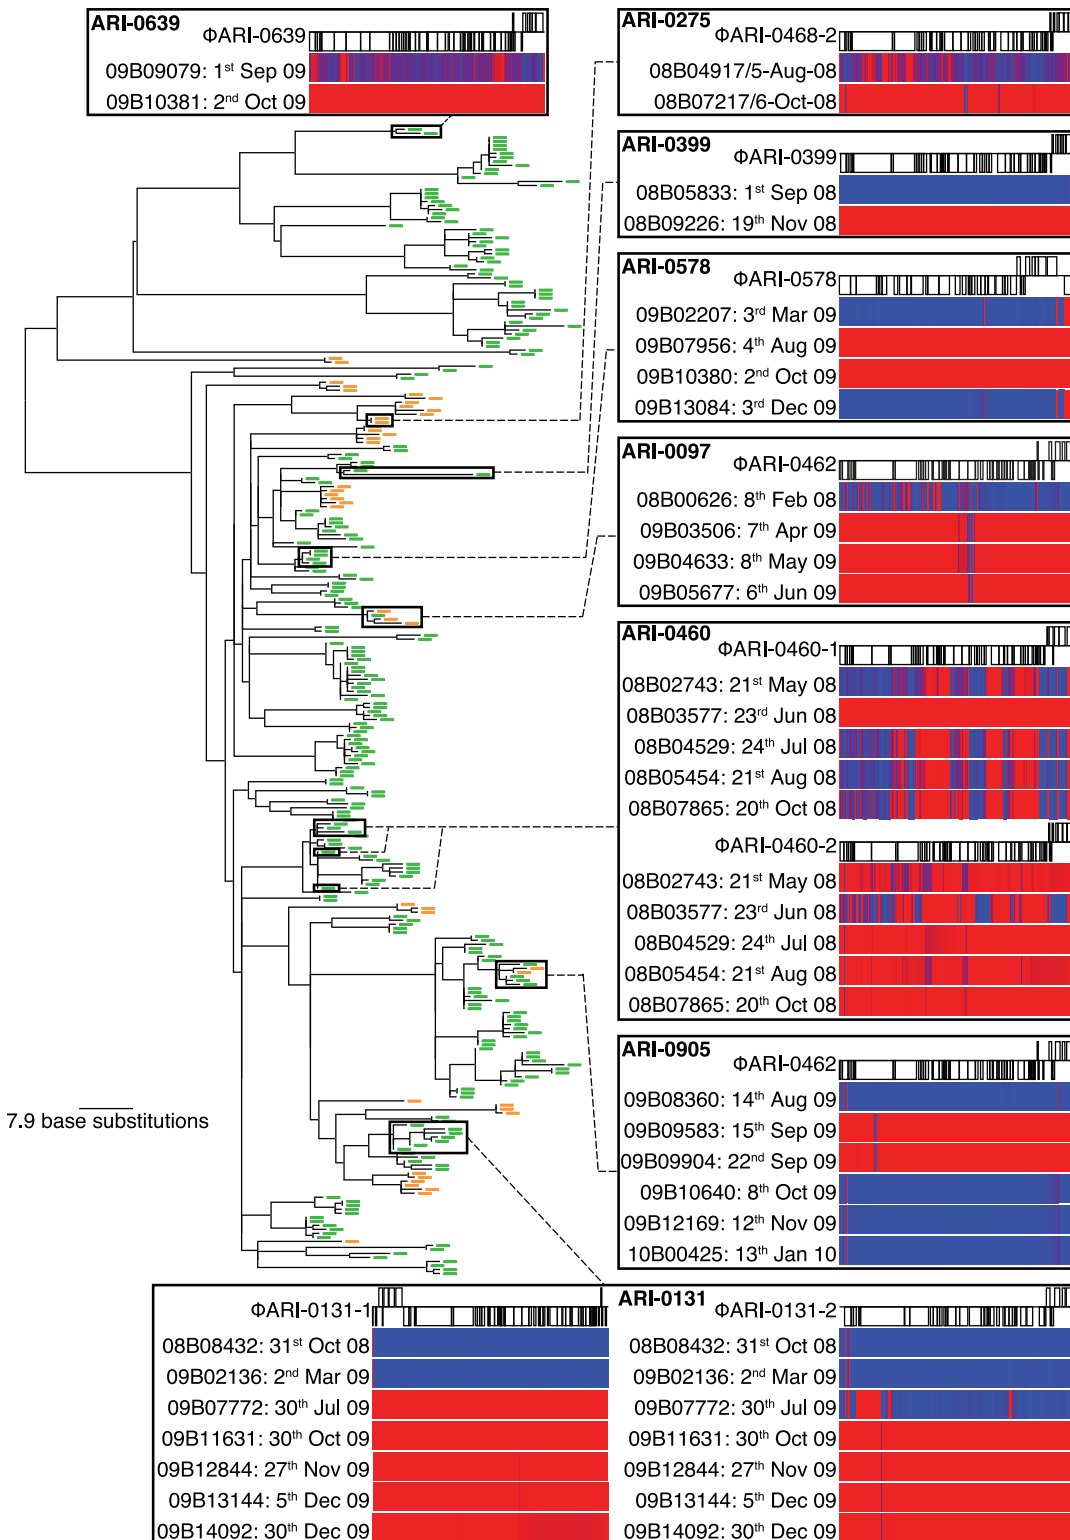 ARI-0639
ΦARI-0639
09B09079: 1st Sep 09
09B10381: 2nd Oct 09
ARI-0275
ΦARI-0468-2
08B04917/5-Aug-08
08B07217/6-Oct-08
ARI-0399
ΦARI-0399
08B05833: 1st Sep 08
08B09226: 19th Nov 08
ARI-0578
ΦARI-0578
09B02207: 3rd Mar 09
09B07956: 4th Aug 09
09B10380: 2nd Oct 09
09B13084: 3rd Dec 09
ARI-0097
ΦARI-0462
08B00626: 8th Feb 08
09B03506: 7th Apr 09
09B04633: 8th May 09
09B05677: 6th Jun 09
ARI-0460
ΦARI-0460-1
08B02743: 21st May 08
08B03577: 23rd Jun 08
08B04529: 24th Jul 08
08B05454: 21st Aug 08
08B07865: 20th Oct 08
ΦARI-0460-2
08B02743: 21st May 08
08B03577: 23rd Jun 08
08B04529: 24th Jul 08
08B05454: 21st Aug 08
08B07865: 20th Oct 08
ARI-0905
ΦARI-0462
09B08360: 14th Aug 09
09B09583: 15th Sep 09
09B09904: 22nd Sep 09
09B10640: 8th Oct 09
09B12169: 12th Nov 09
10B00425: 13th Jan 10
7.9 base substitutions
ΦARI-0131-1
08B08432: 31st Oct 08
09B02136: 2nd Mar 09
09B07772: 30th Jul 09
09B11631: 30th Oct 09
09B12844: 27th Nov 09
09B13144: 5th Dec 09
09B14092: 30th Dec 09
ARI-0131
ΦARI-0131-2
08B08432: 31st Oct 08
09B02136: 2nd Mar 09
09B07772: 30th Jul 09
09B11631: 30th Oct 09
09B12844: 27th Nov 09
09B13144: 5th Dec 09
09B14092: 30th Dec 09